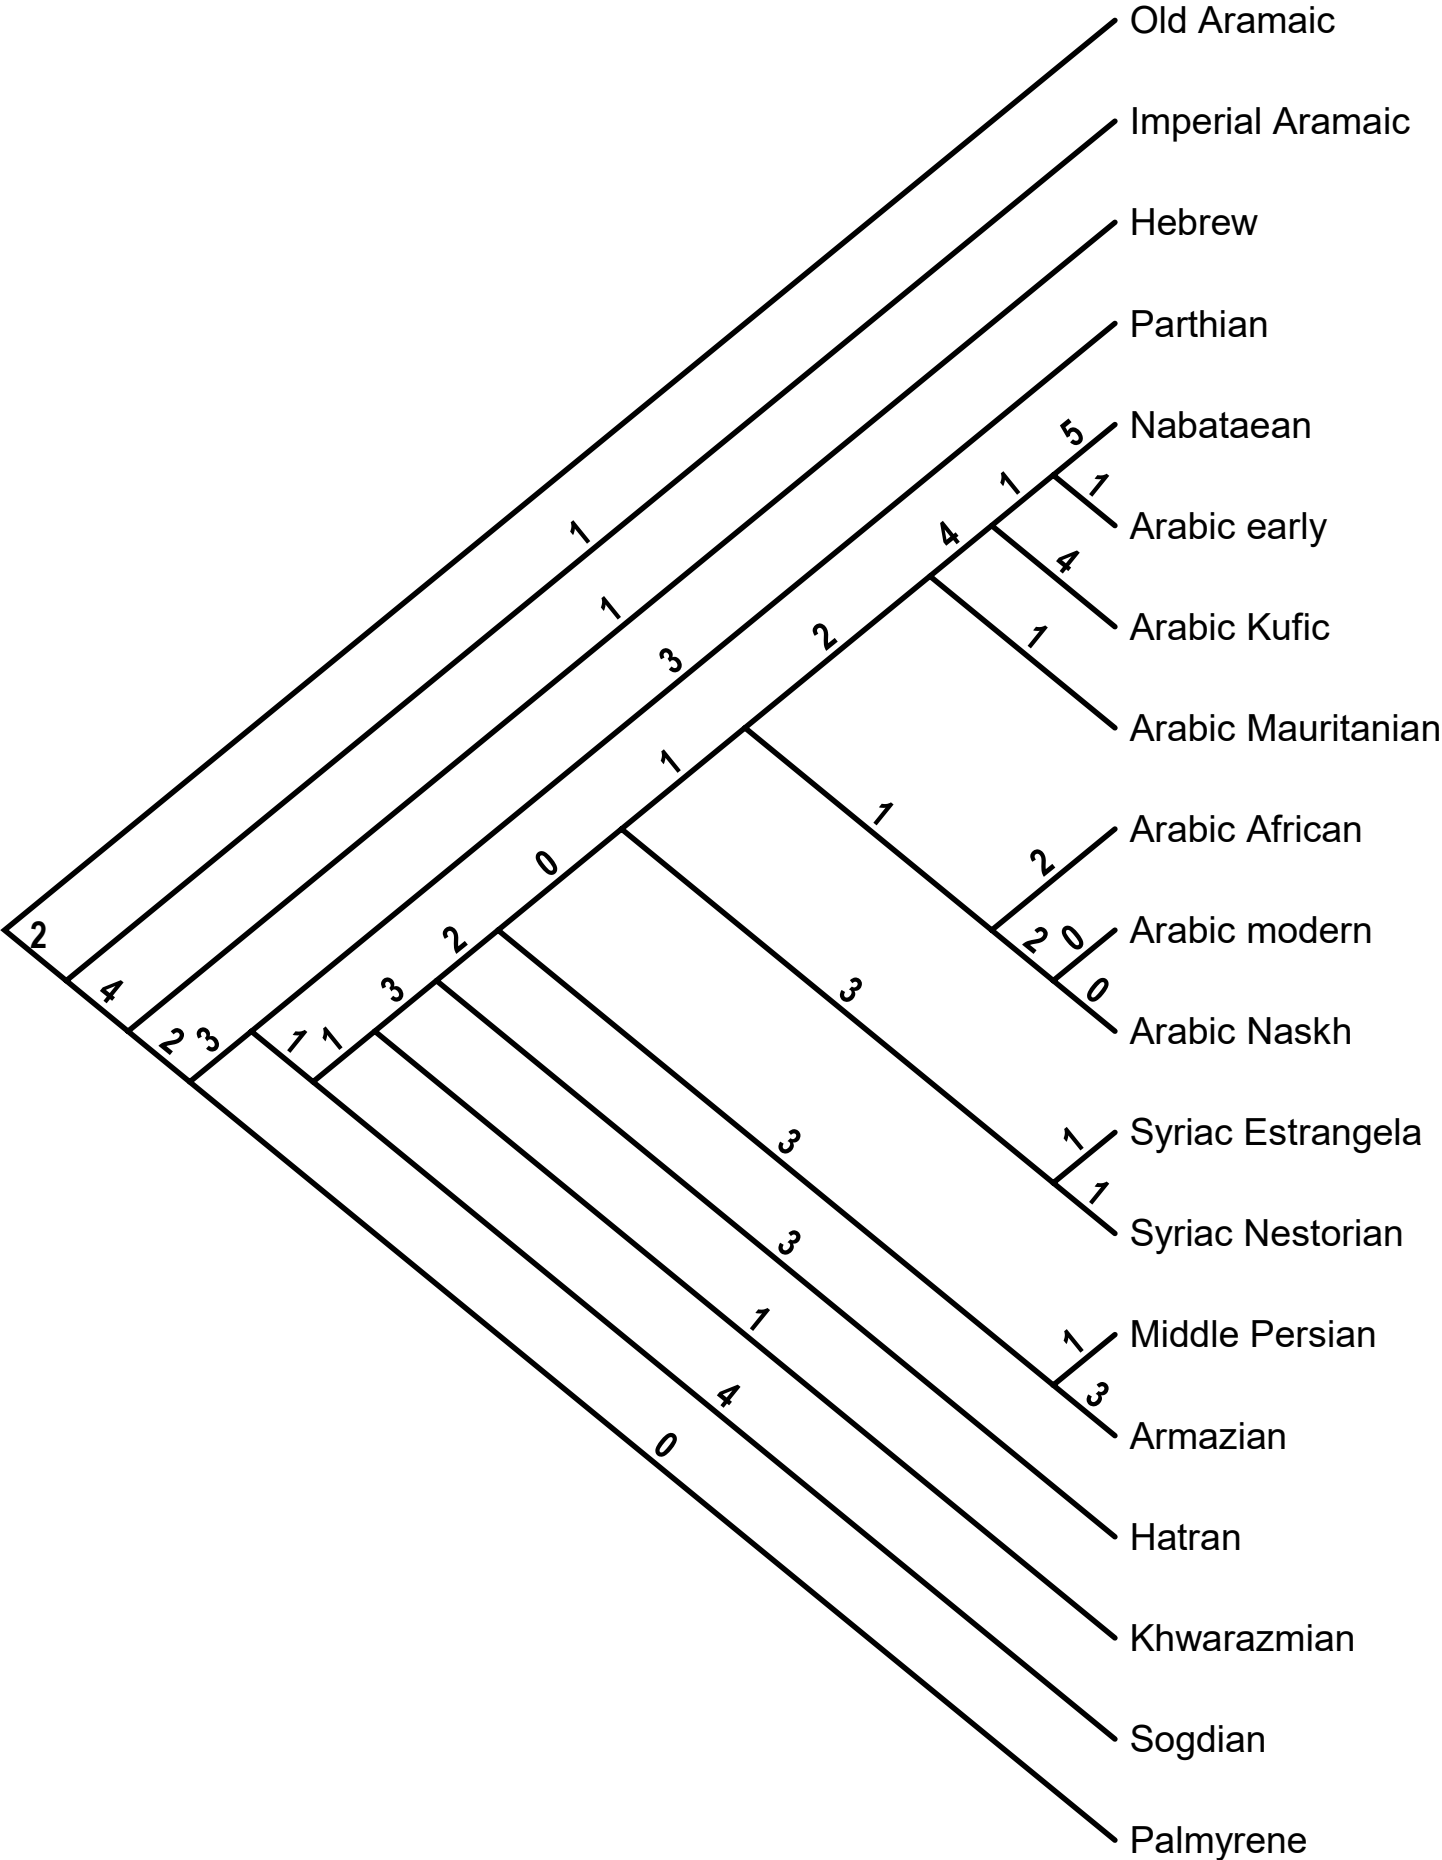 Old Aramaic
Imperial Aramaic
Hebrew
Parthian
5 Nabataean
1
1
Arabic early
1
4
4
Arabic Kufic
1
1
2
3
Arabic Mauritanian
1
1
Arabic African
2
0
2
2
2 0
Arabic modern
4
3
3
0
Arabic Naskh
2 3
1 1
3
1
Syriac Estrangela
1
Syriac Nestorian
3
1
Middle Persian
1
4
3
Armazian
0
Hatran
Khwarazmian
Sogdian
Palmyrene